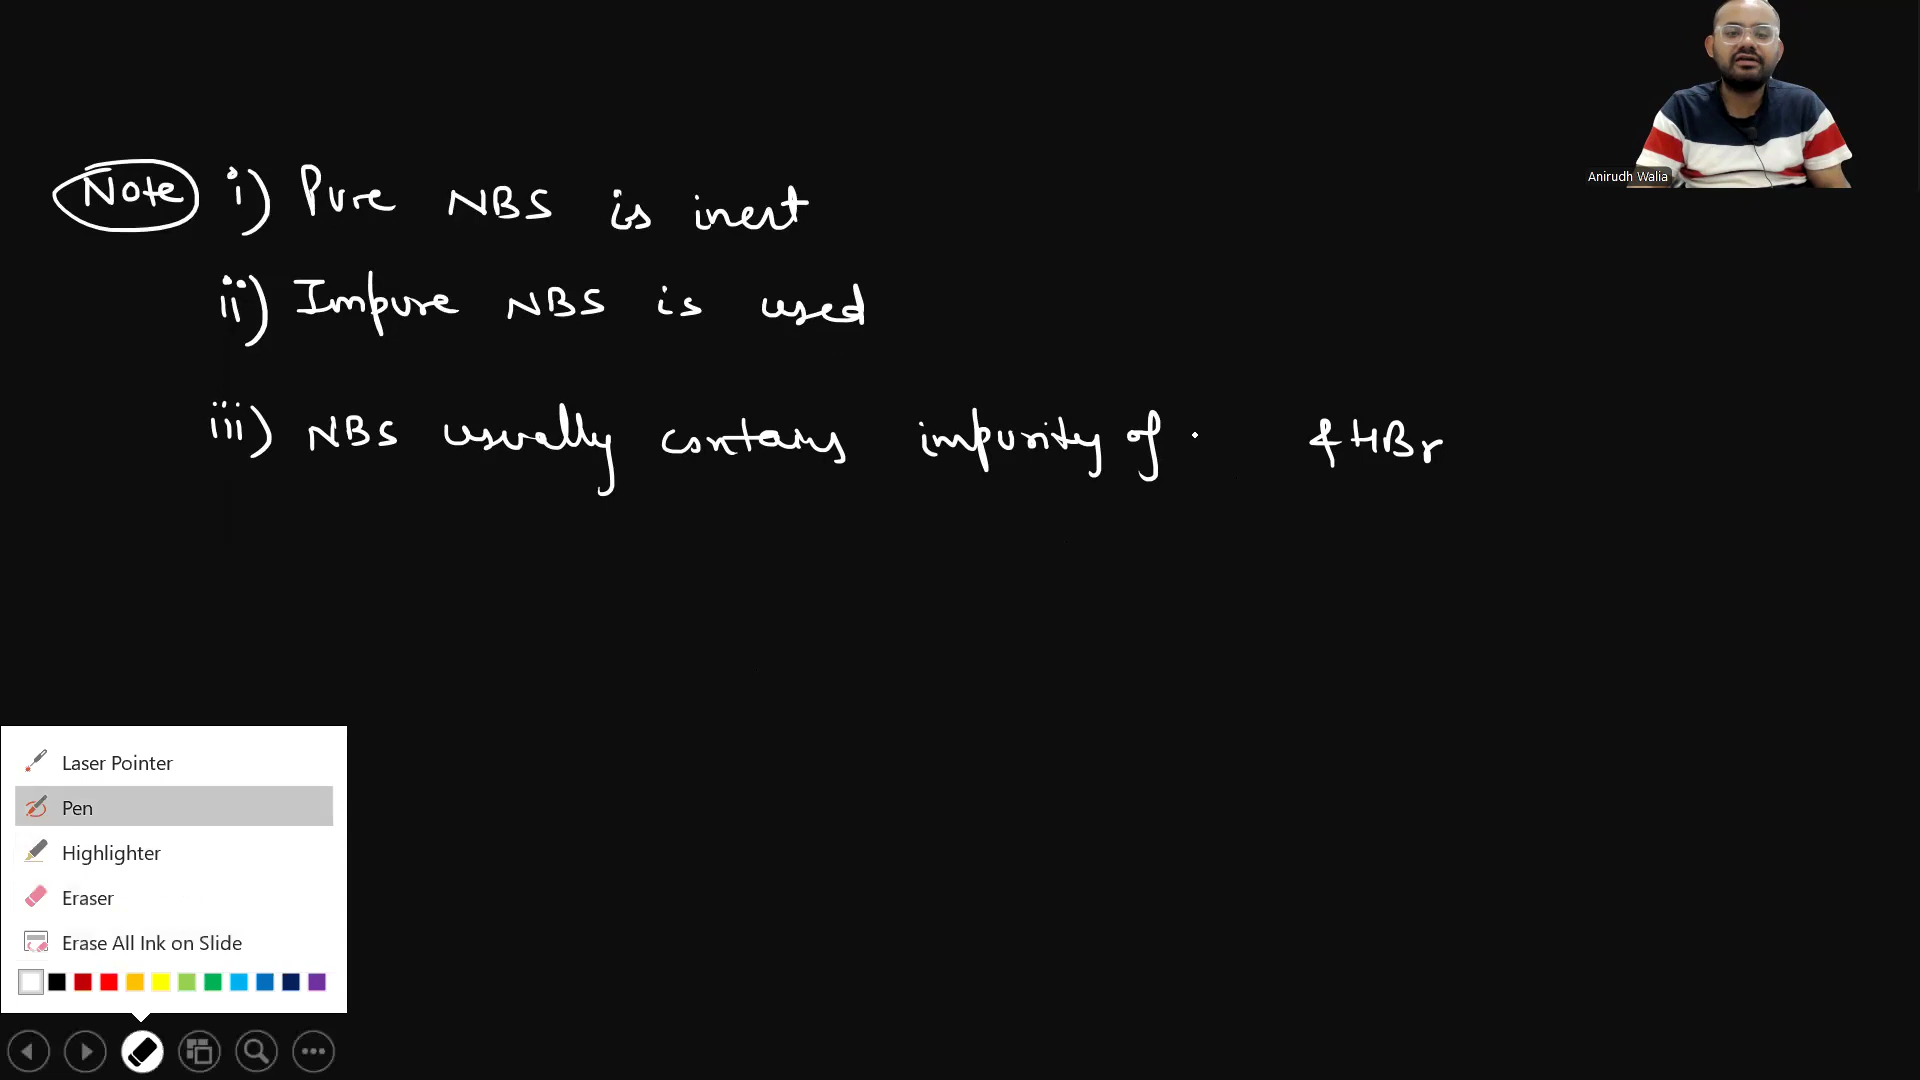 Anirudh Walia
Note i) Pure NBS is inert
ii) Impure NBS is used
iii) NBS usually contains impurity of & HBr
Laser Pointer
Pen
Highlighter
Eraser
Erase All Ink on Slide